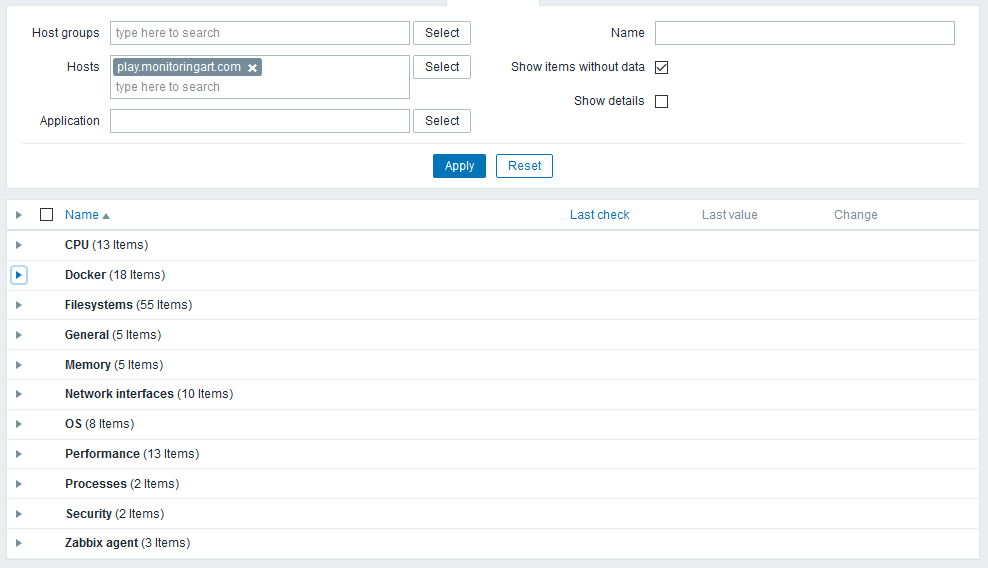 Host groups type here to search Select Name
Hosts play.monitoringart.com Select Show items without data
type here to search
Show details
Application Select
Apply Reset
Name Last check Last value Change
CPU (13 Items)
Docker (18 Items)
Filesystems (55 Items)
General (5 Items)
Memory (5 Items)
Network interfaces (10 Items)
OS (8 Items)
Performance (13 Items)
Processes (2 Items)
Security (2 Items)
Zabbix agent (3 Items)